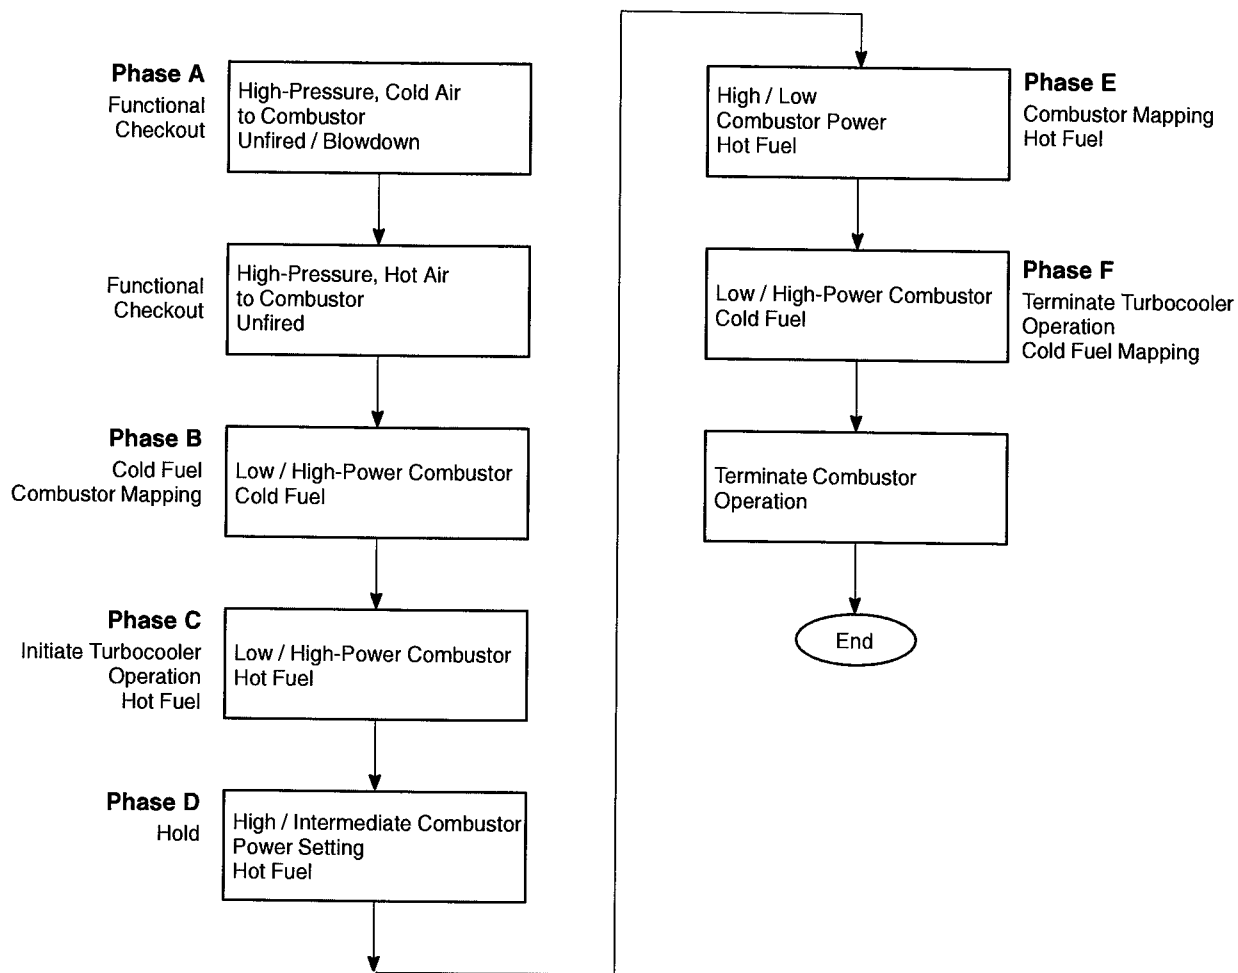 Phase A
Functional
Checkout
High-Pressure, Cold Air
to Combustor
Unfired / Blowdown
Functional
Checkout
High-Pressure, Hot Air
to Combustor
Unfired
Phase B
Cold Fuel
Combustor Mapping
Low / High-Power Combustor
Cold Fuel
Phase C
Initiate Turbocooler
Operation
Hot Fuel
Low / High-Power Combustor
Hot Fuel
Phase D
Hold
High / Intermediate Combustor
Power Setting
Hot Fuel
High / Low
Combustor Power
Hot Fuel
Phase E
Combustor Mapping
Hot Fuel
Low / High-Power Combustor
Cold Fuel
Phase F
Terminate Turbocooler
Operation
Cold Fuel Mapping
Terminate Combustor
Operation
End